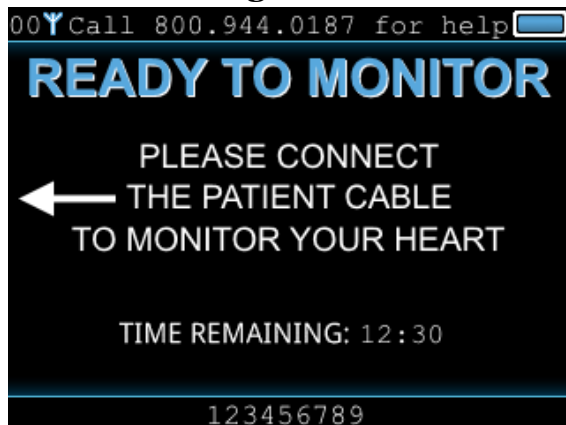 00 Call 800.944.0187 for help
READY TO MONITOR
PLEASE CONNECT
THE PATIENT CABLE
TO MONITOR YOUR HEART
TIME REMAINING: 12:30
123456789